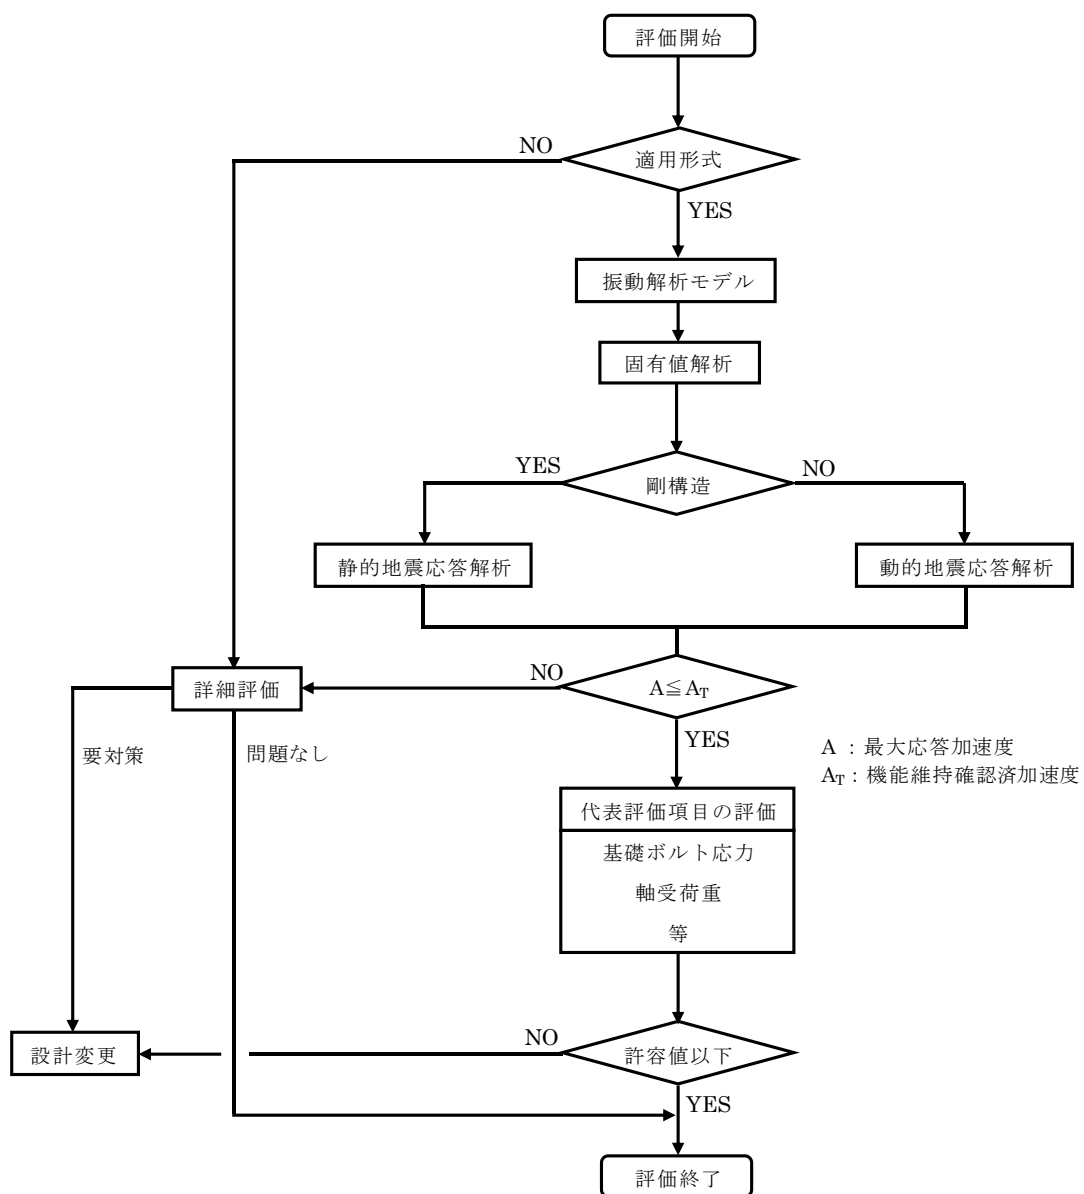 評価開始
NO
適用形式
YES
振動解析モデル
固有値解析
YES
剛構造
NO
静的地震応答解析
動的地震応答解析
NO
A≦A_T
詳細評価
YES
要対策
問題なし
A : 最大応答加速度
A_T : 機能維持確認済加速度
代表評価項目の評価
基礎ボルト応力
軸受荷重
等
NO
許容値以下
設計変更
YES
評価終了